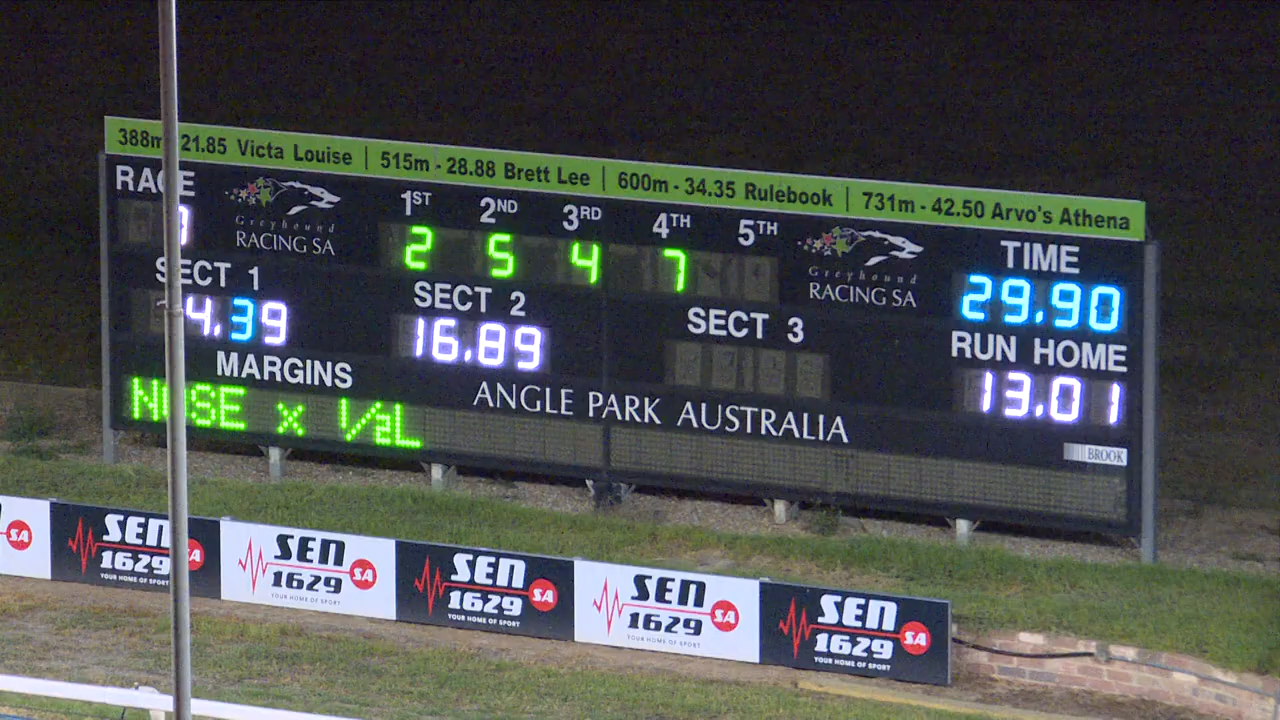 388m - 21.85 Victa Louise | 515m - 28.88 Brett Lee | 600m - 34.35 Rulebook | 731m - 42.50 Arvo's Athena
RACE
Greyhound
RACING SA
1ST 2ND 3RD 4TH 5TH
2 5 4 7
Greyhound
RACING SA
TIME
29.90
SECT 1
4.39
SECT 2
16.89
SECT 3
RUN HOME
13.01
MARGINS
NOSE x 1/2L
ANGLE PARK AUSTRALIA
BROOK
SA
SEN
1629
SA
YOUR HOME OF SPORT
SEN
1629
SA
YOUR HOME OF SPORT
SEN
1629
SA
YOUR HOME OF SPORT
SEN
1629
SA
YOUR HOME OF SPORT
SEN
1629
SA
YOUR HOME OF SPORT